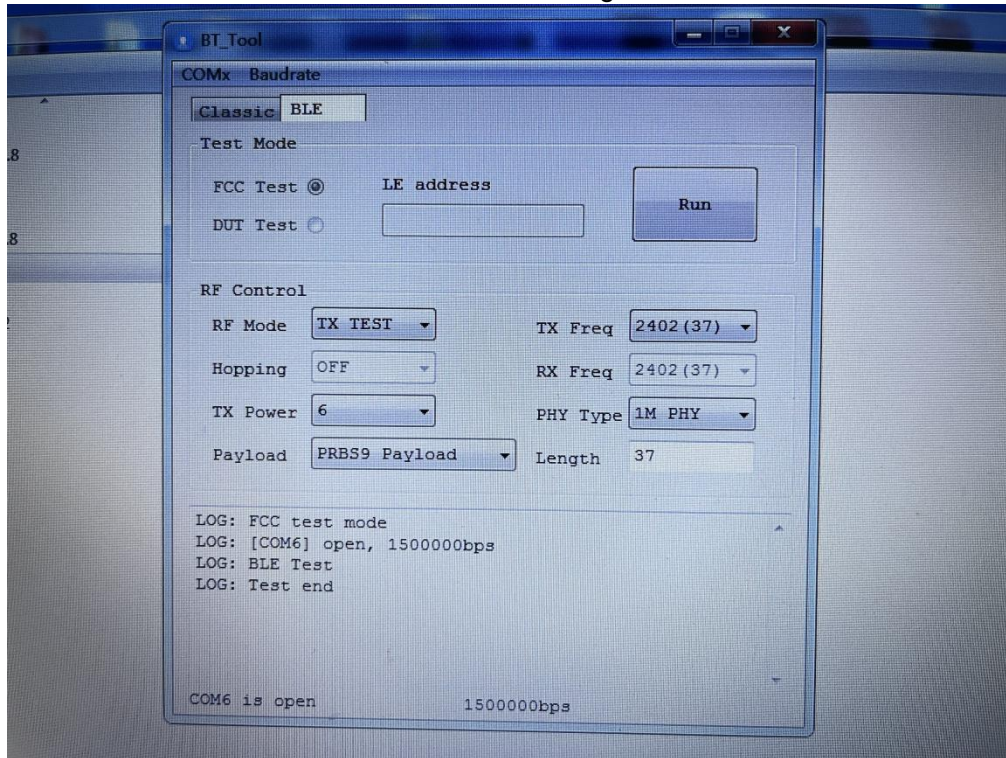 BT_Tool
COMx Baudrate
Classic BLE
Test Mode
FCC Test LE address
Run
DUT Test
RF Control
RF Mode TX TEST TX Freq 2402(37)
Hopping OFF RX Freq 2402(37)
TX Power 6 PHY Type 1M PHY
Payload PRBS9 Payload Length 37
LOG: FCC test mode
LOG: [COM6] open, 1500000bps
LOG: BLE Test
LOG: Test end
COM6 is open 1500000bps
.8
.8